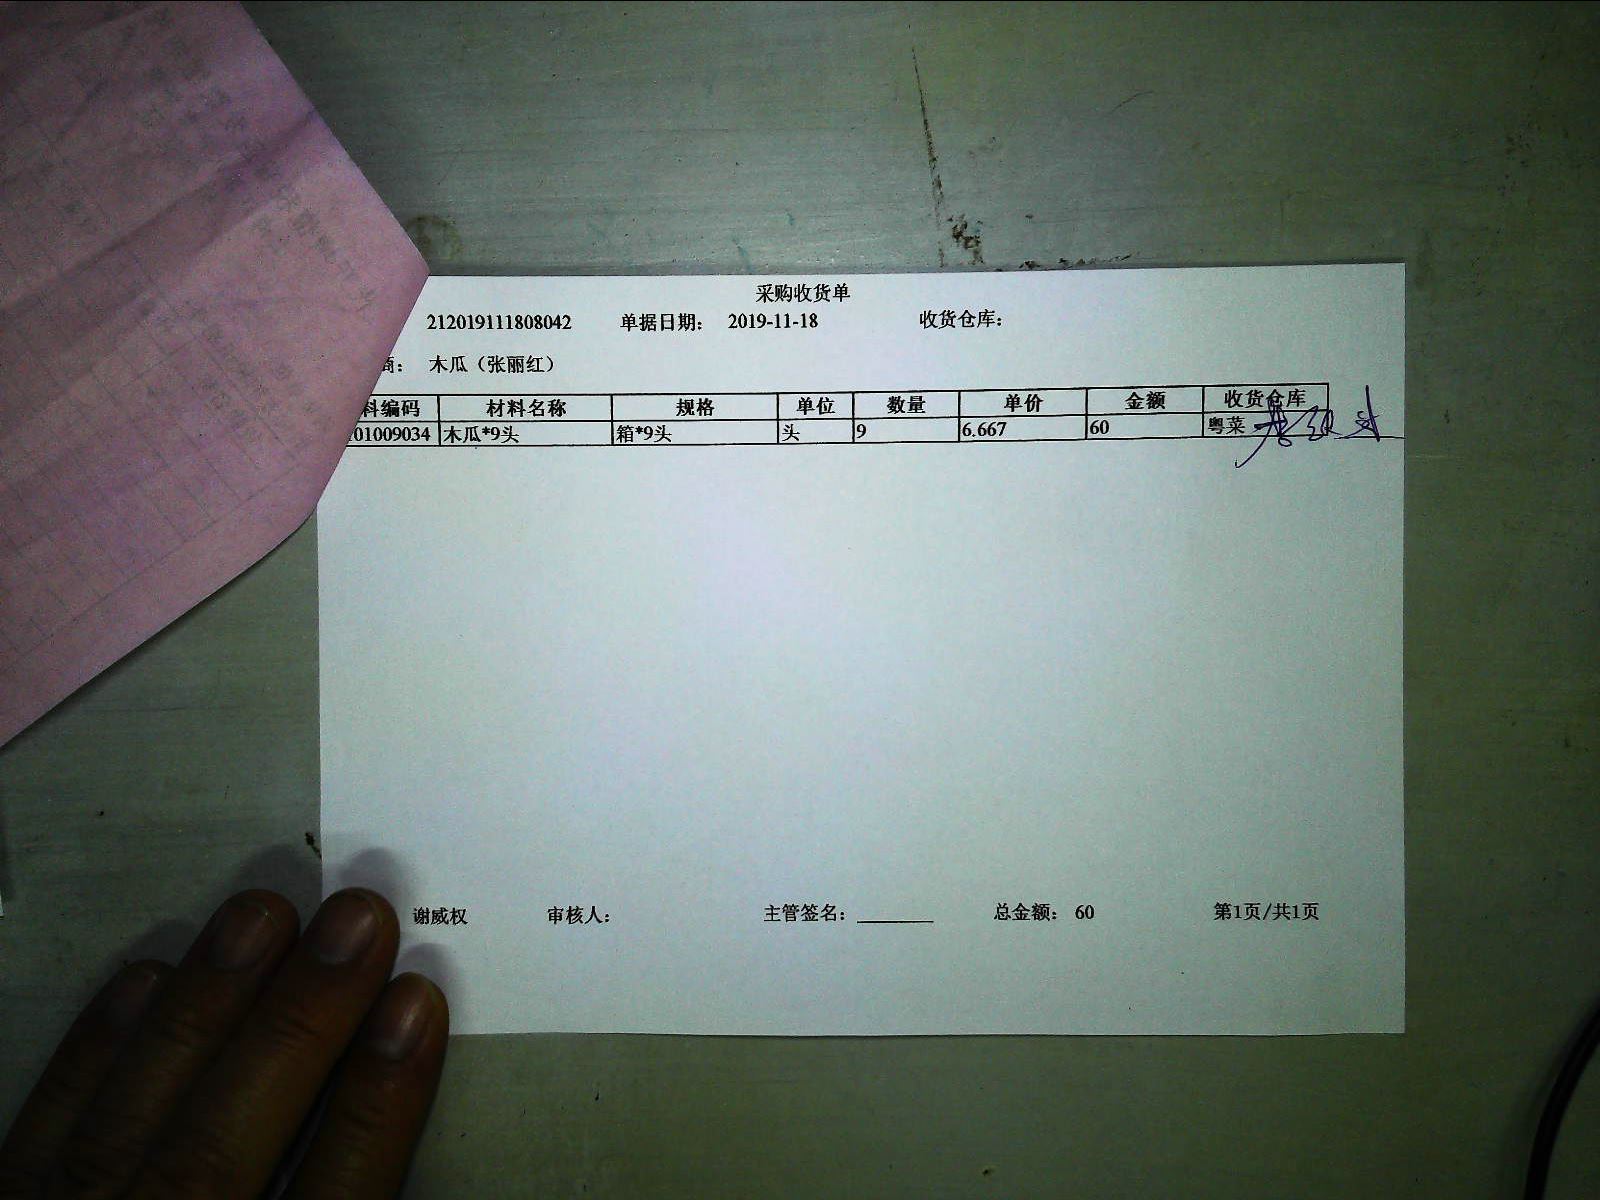 采购收货单
212019111808042 单据日期： 2019-11-18 收货仓库：
商： 木瓜（张丽红）
料编码 材料名称 规格 单位 数量 单价 金额 收货仓库
01009034 木瓜*9头 箱*9头 头 9 6.667 60 粤菜
谢威权 审核人： 主管签名： 总金额： 60 第1页/共1页